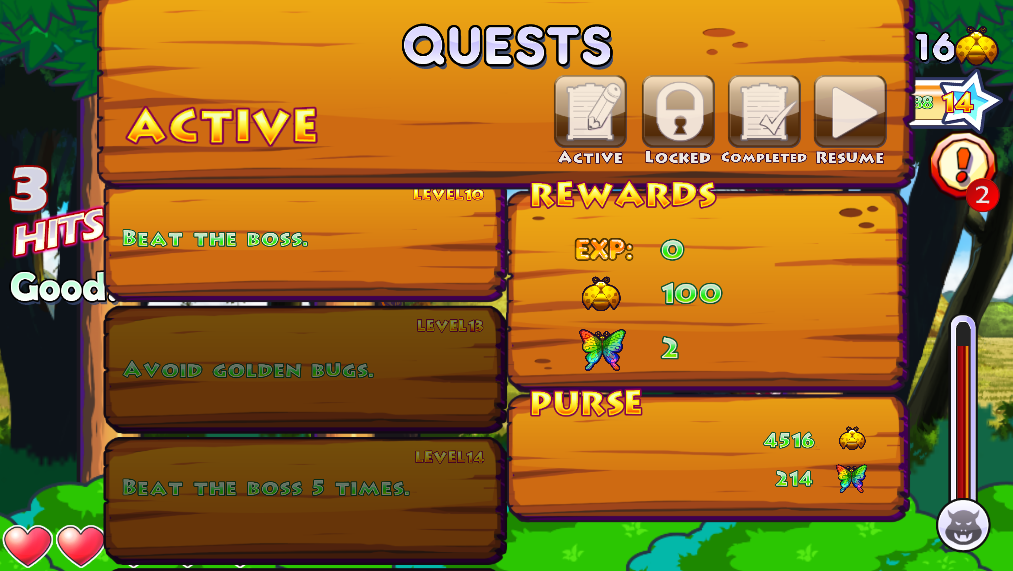 QUESTS
16
ACTIVE
ACTIVE LOCKED COMPLETED RESUME
38 14
2
3
HITS
Good.
LEVEL10
BEAT THE BOSS.
LEVEL13
AVOID GOLDEN BUGS.
LEVEL14
BEAT THE BOSS 5 TIMES.
REWARDS
EXP: 0
100
2
PURSE
4516
214